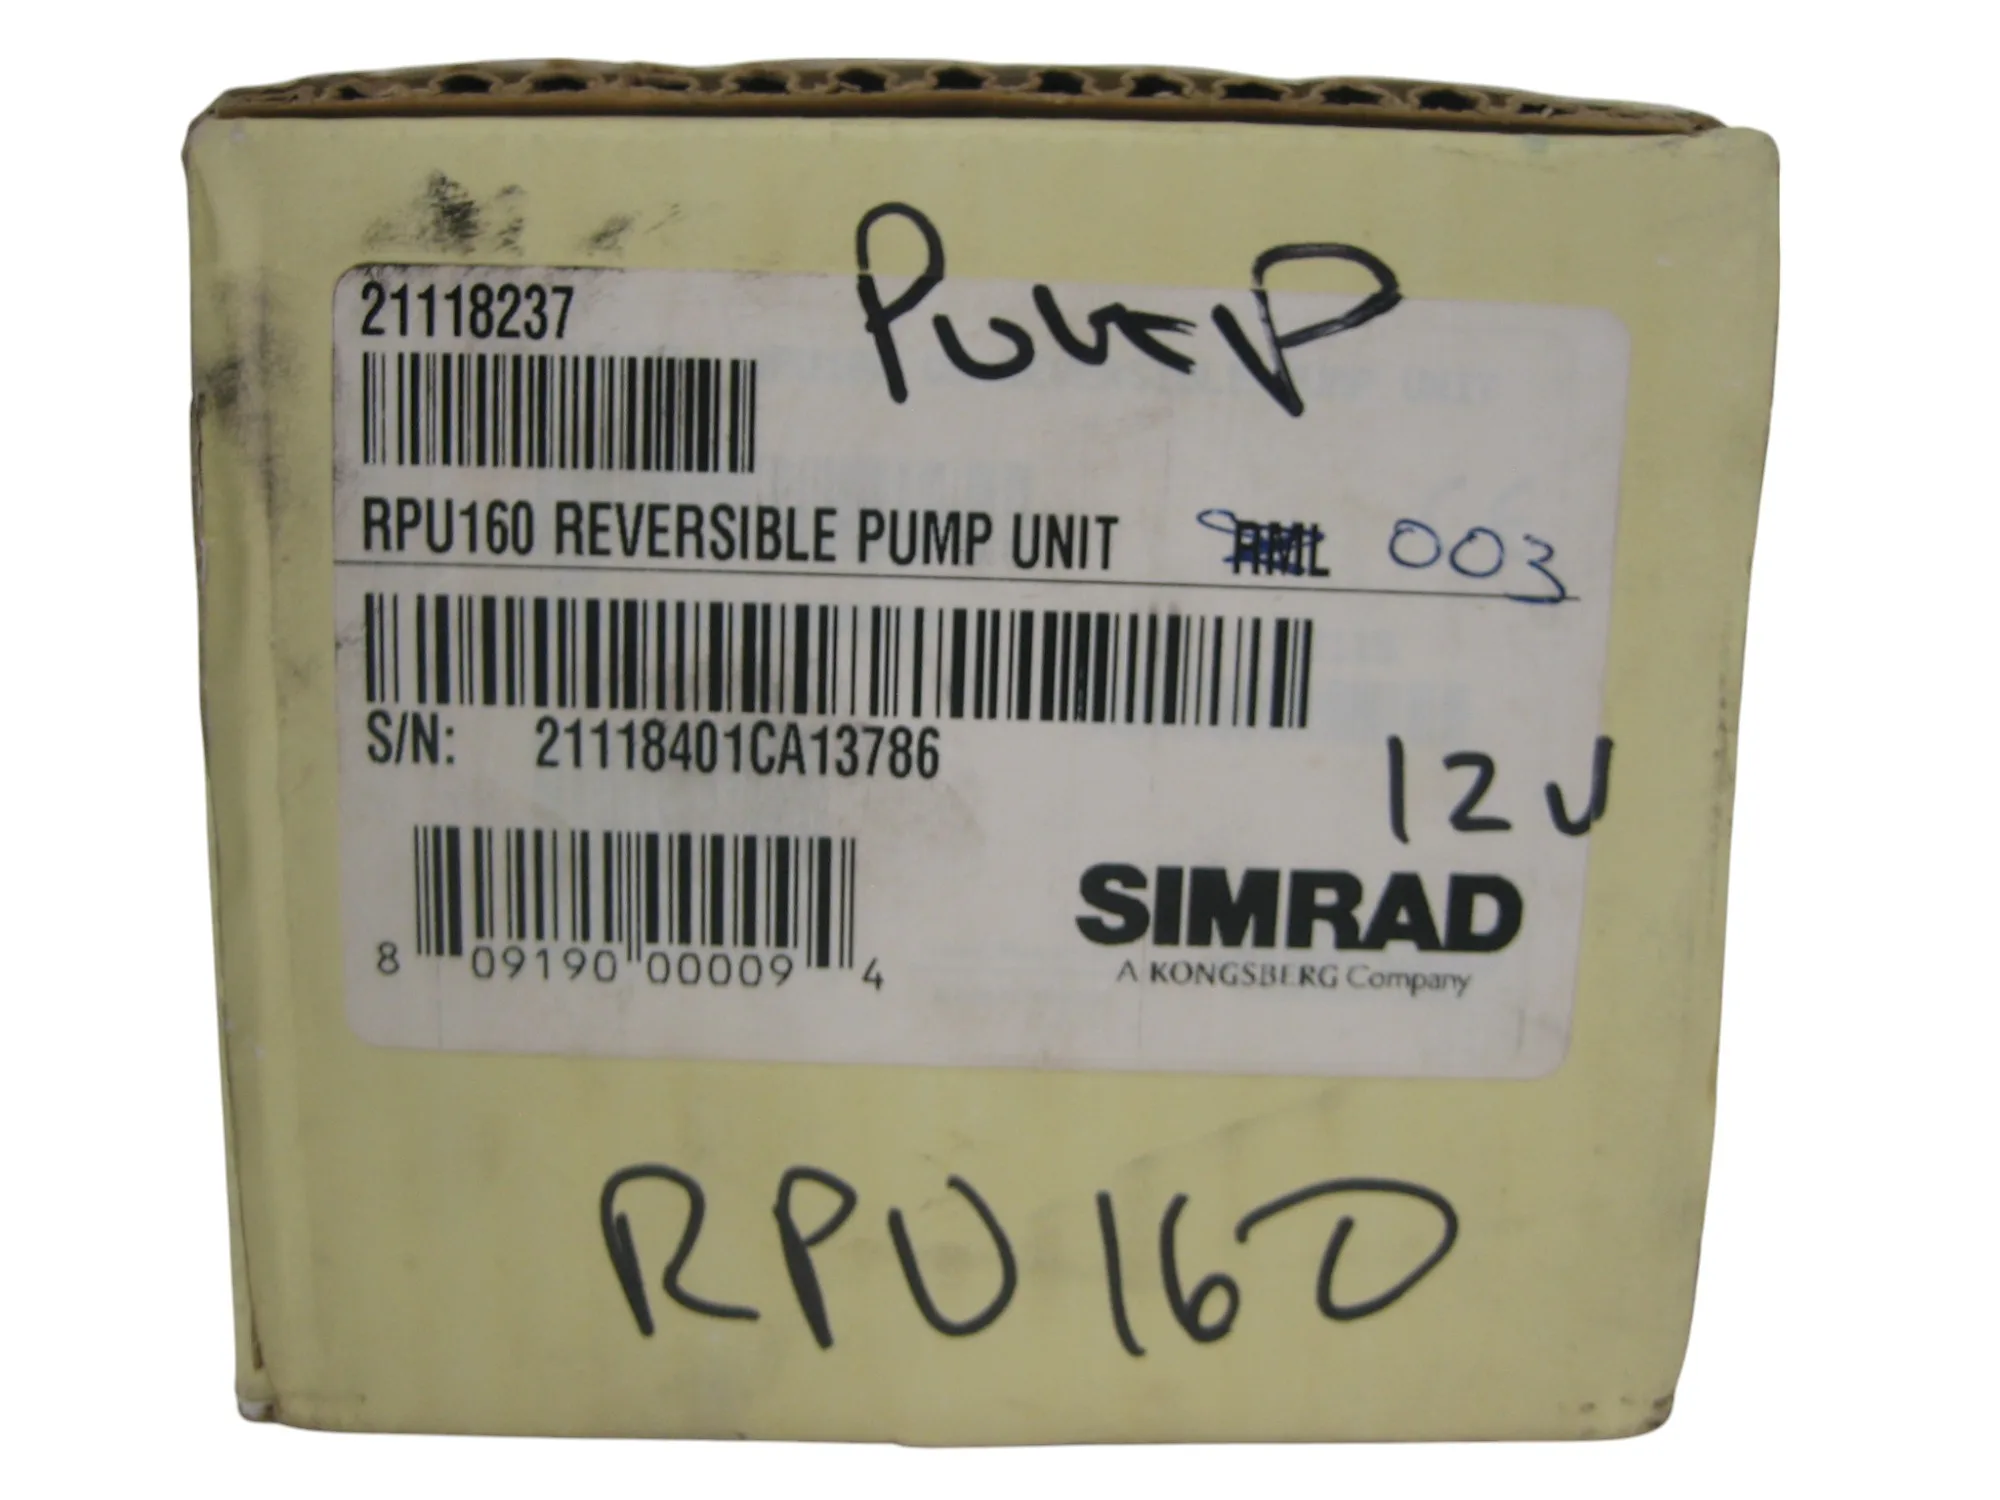 Pump
21118237
RPU160 REVERSIBLE PUMP UNIT 003
S/N: 21118401CA13786
12V
8 09190 00009 4
SIMRAD
A KONGSBERG Company
RPU160